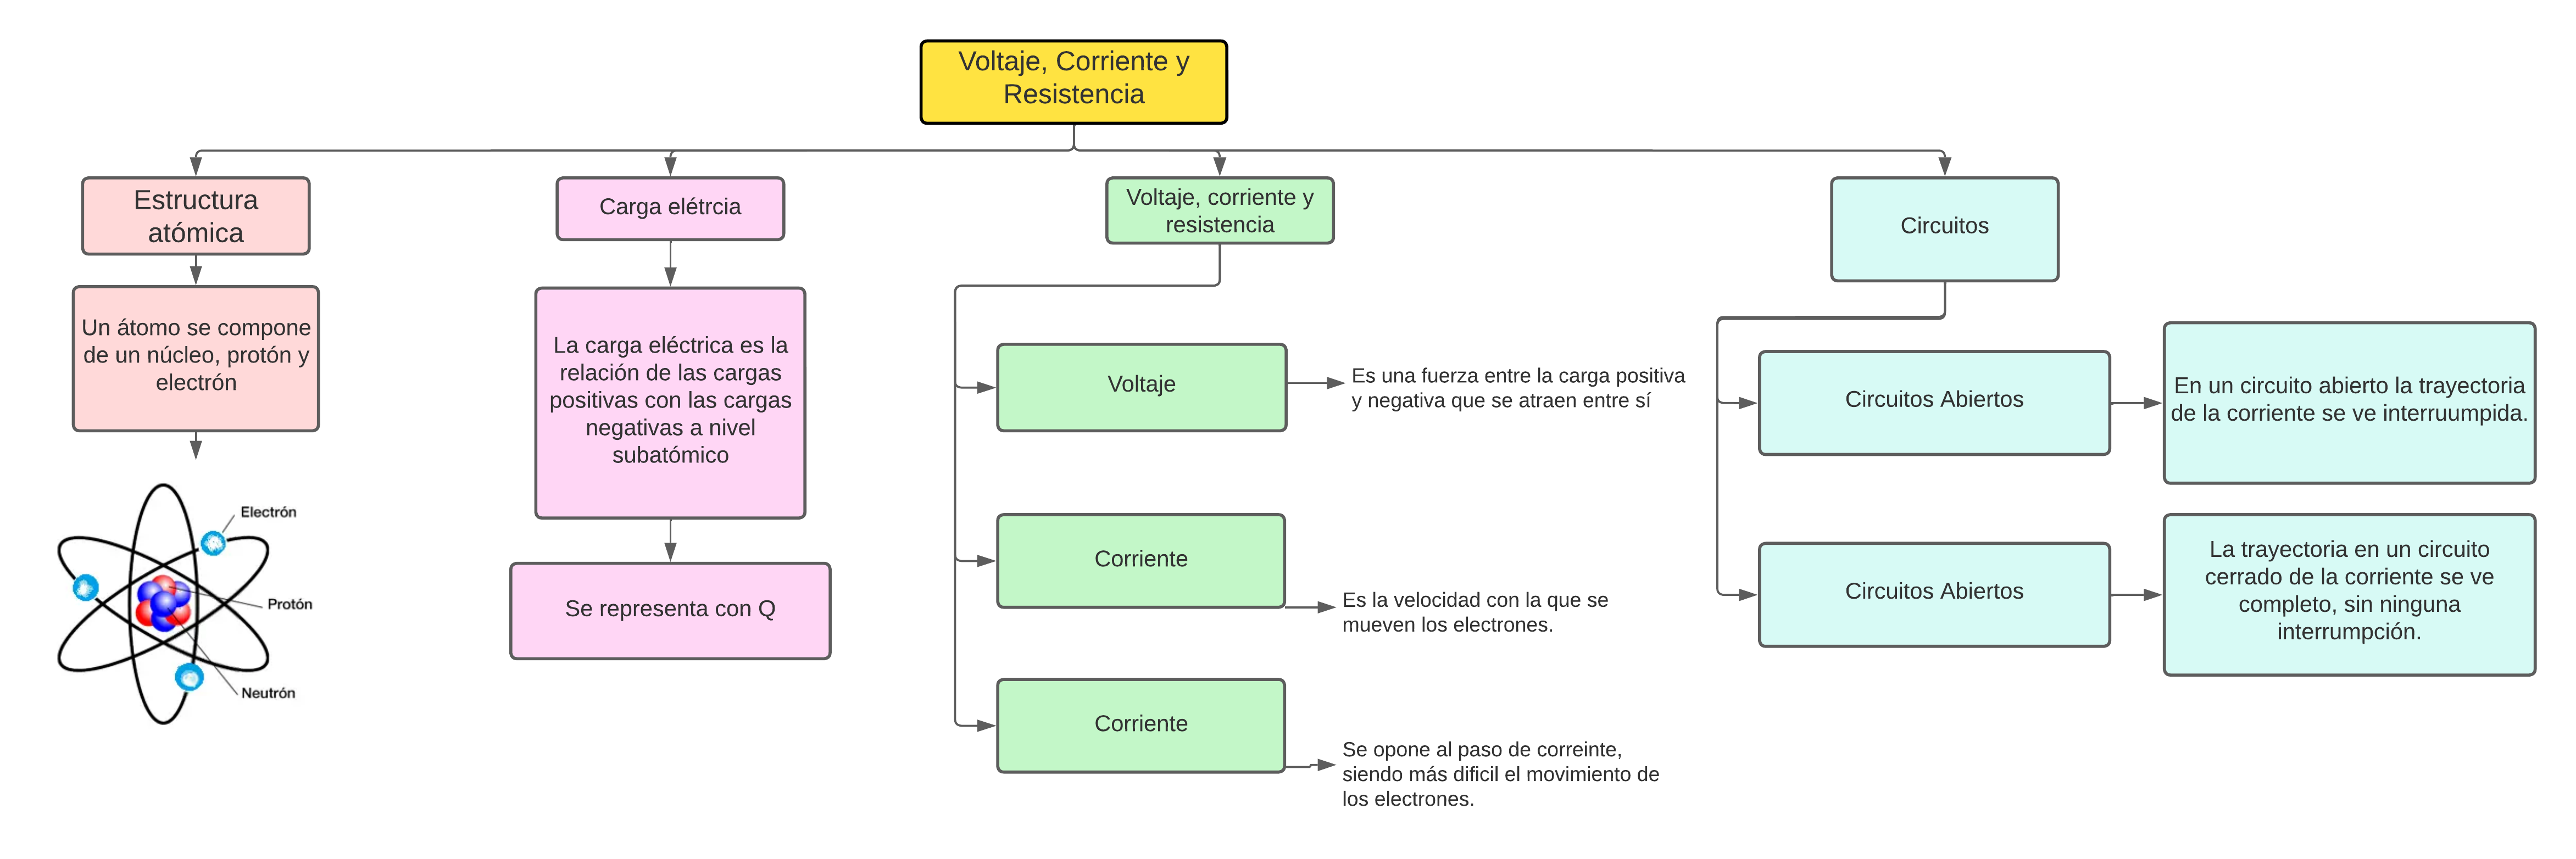 Voltaje, Corriente y
Resistencia
Estructura
atómica
Un átomo se compone
de un núcleo, protón y
electrón
Electrón
Protón
Neutrón
Carga elétrcia
La carga eléctrica es la
relación de las cargas
positivas con las cargas
negativas a nivel
subatómico
Se representa con Q
Voltaje, corriente y
resistencia
Voltaje
Es una fuerza entre la carga positiva
y negativa que se atraen entre sí
Corriente
Es la velocidad con la que se
mueven los electrones.
Corriente
Se opone al paso de correinte,
siendo más dificil el movimiento de
los electrones.
Circuitos
Circuitos Abiertos
En un circuito abierto la trayectoria
de la corriente se ve interruumpida.
Circuitos Abiertos
La trayectoria en un circuito
cerrado de la corriente se ve
completo, sin ninguna
interrumpción.